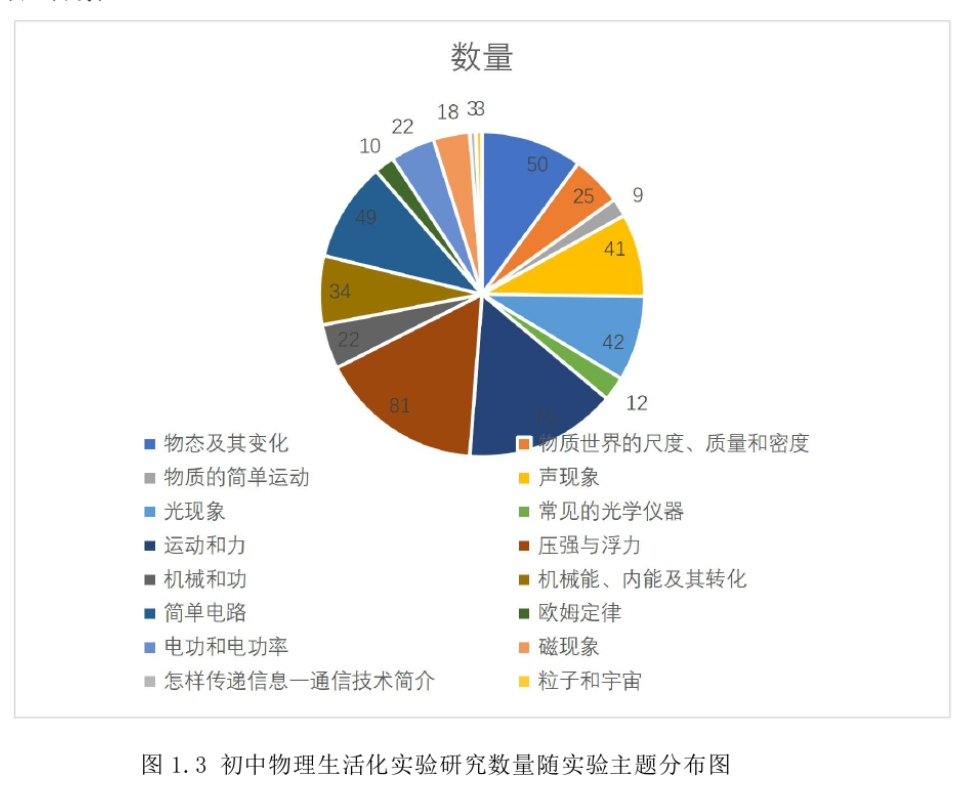 数量
50
25
9
41
42
12
81
22
34
49
10
22
18
3
3
物态及其变化
物质世界的尺度、质量和密度
物质的简单运动
声现象
光现象
常见的光学仪器
运动和力
压强与浮力
机械和功
机械能、内能及其转化
简单电路
欧姆定律
电功和电功率
磁现象
怎样传递信息—通信技术简介
粒子和宇宙
图 1.3 初中物理生活化实验研究数量随实验主题分布图